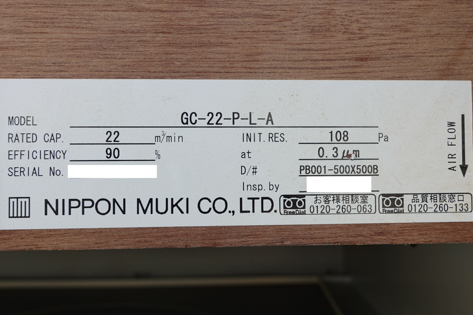 MODEL GC-22-P-L-A
RATED CAP. 22 m³/min INIT.RES. 108 Pa
EFFICIENCY 90 % at 0.3μm
SERIAL No. D/# PB001-500X500B
Insp.by
AIR FLOW
NIPPON MUKI CO., LTD.
FreeDial お客様相談室 0120-260-063
FreeDial 品質相談窓口 0120-260-133